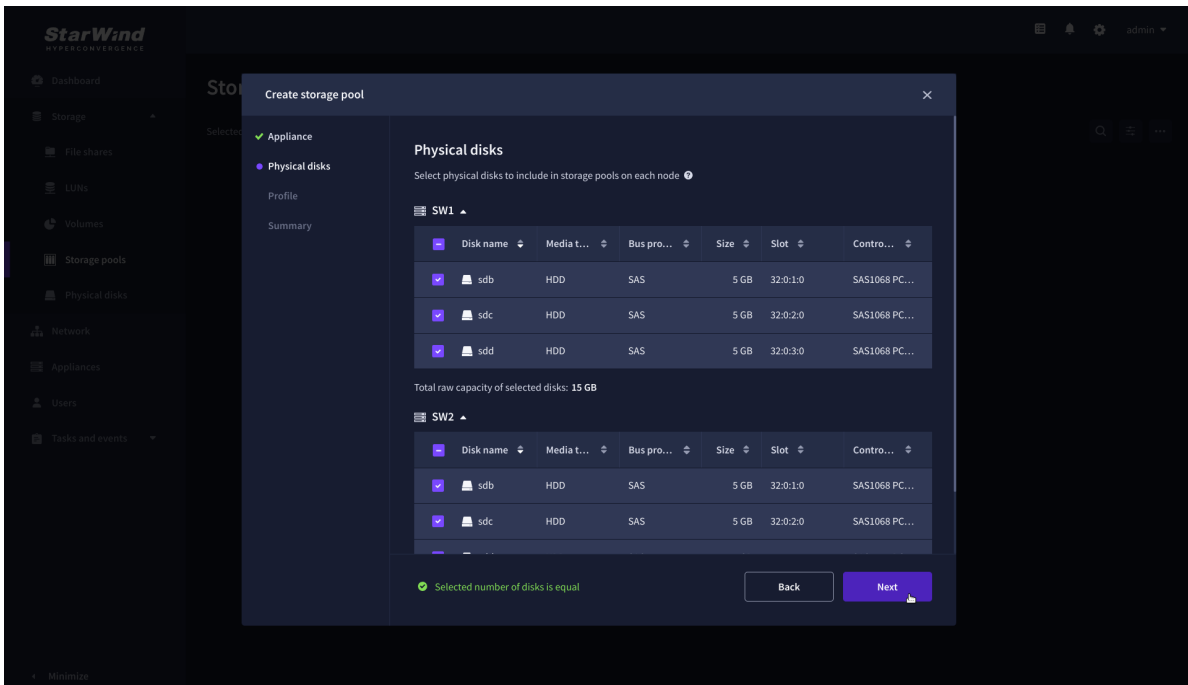 StarWind
HYPERCONVERGENCE
admin
Dashboard
Storage
File shares
LUNs
Volumes
Storage pools
Physical disks
Network
Appliances
Users
Tasks and events
Minimize
Stor
Selected
Create storage pool
Appliance
Physical disks
Profile
Summary
Physical disks
Select physical disks to include in storage pools on each node
SW1
Disk name Media t... Bus pro... Size Slot Contro...
sdb HDD SAS 5 GB 32:0:1:0 SAS1068 PC...
sdc HDD SAS 5 GB 32:0:2:0 SAS1068 PC...
sdd HDD SAS 5 GB 32:0:3:0 SAS1068 PC...
Total raw capacity of selected disks: 15 GB
SW2
Disk name Media t... Bus pro... Size Slot Contro...
sdb HDD SAS 5 GB 32:0:1:0 SAS1068 PC...
sdc HDD SAS 5 GB 32:0:2:0 SAS1068 PC...
Selected number of disks is equal
Back
Next